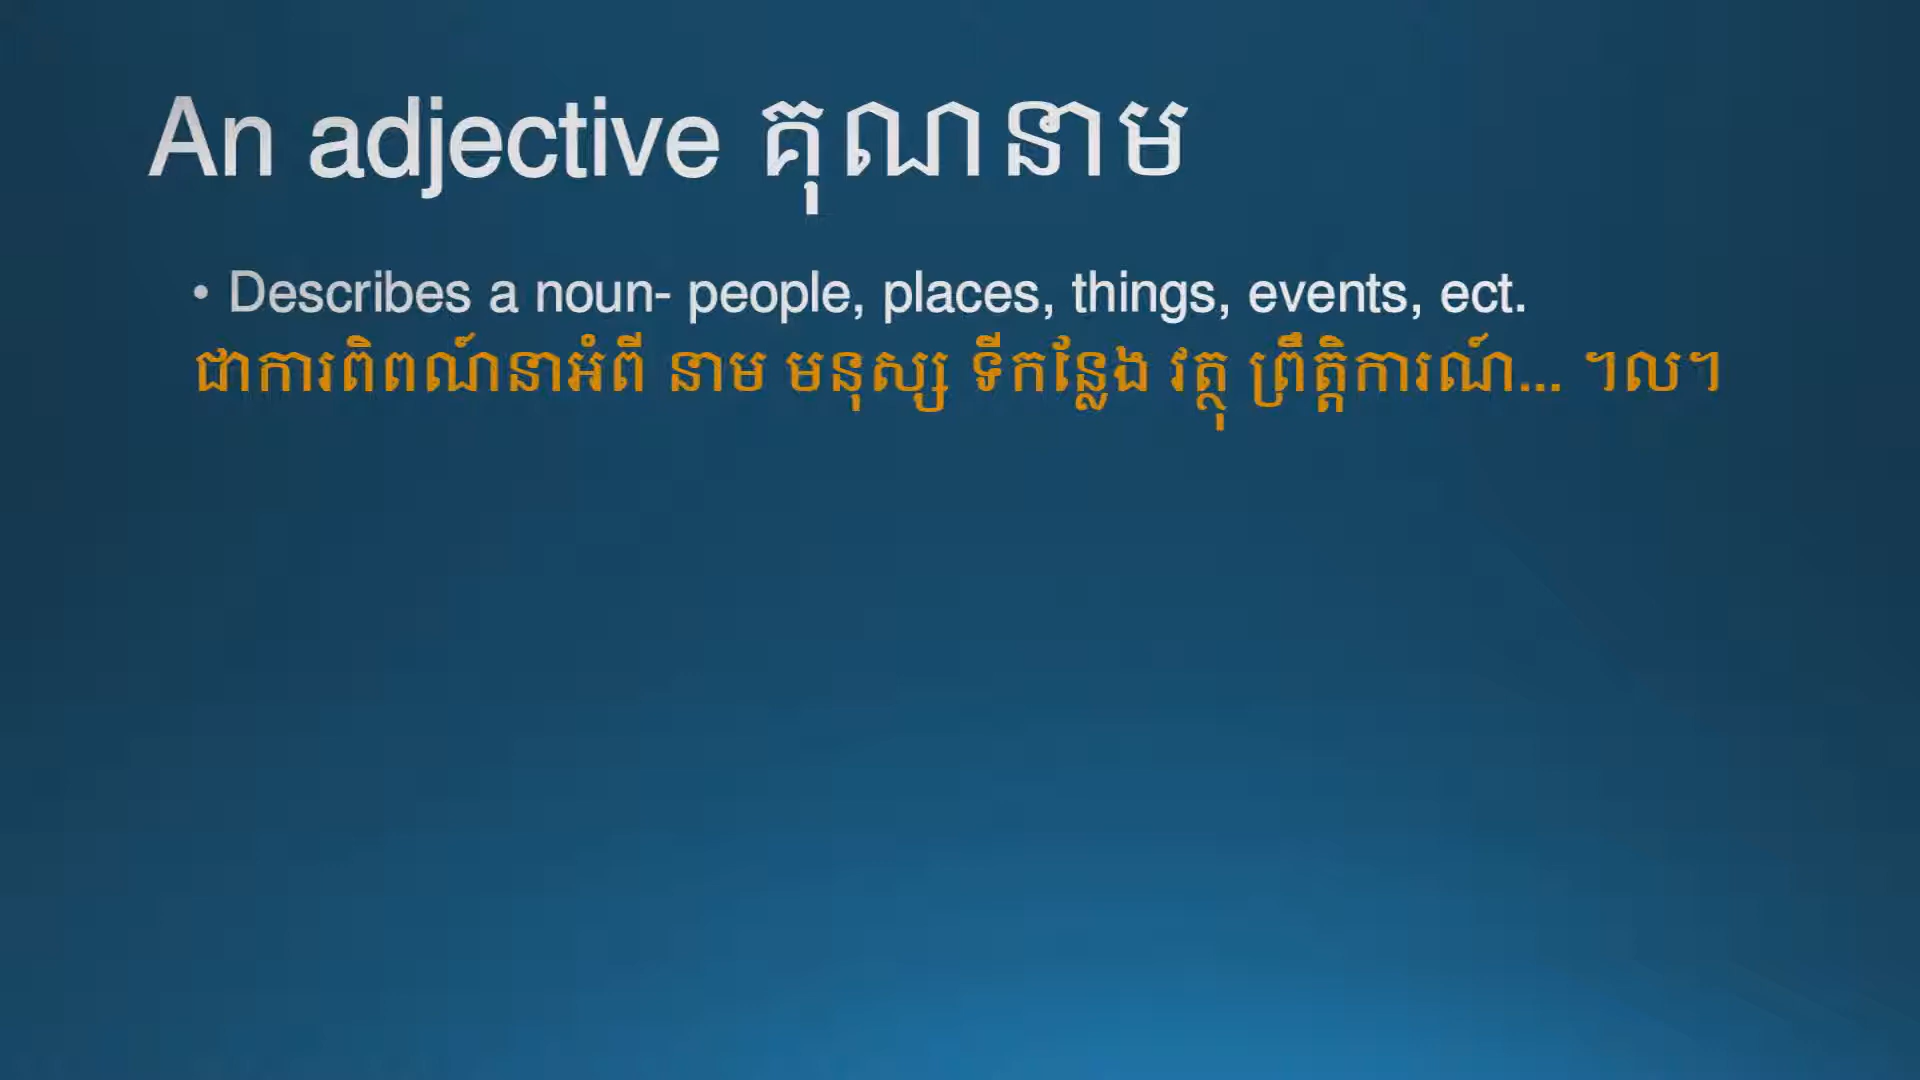 An adjective គុណនាម
• Describes a noun- people, places, things, events, ect.
ជាការពិពណ៍នាអំពី នាម មនុស្ស ទីកន្លែង វត្ថុ ព្រឹត្តិការណ៍... ៗលៗ